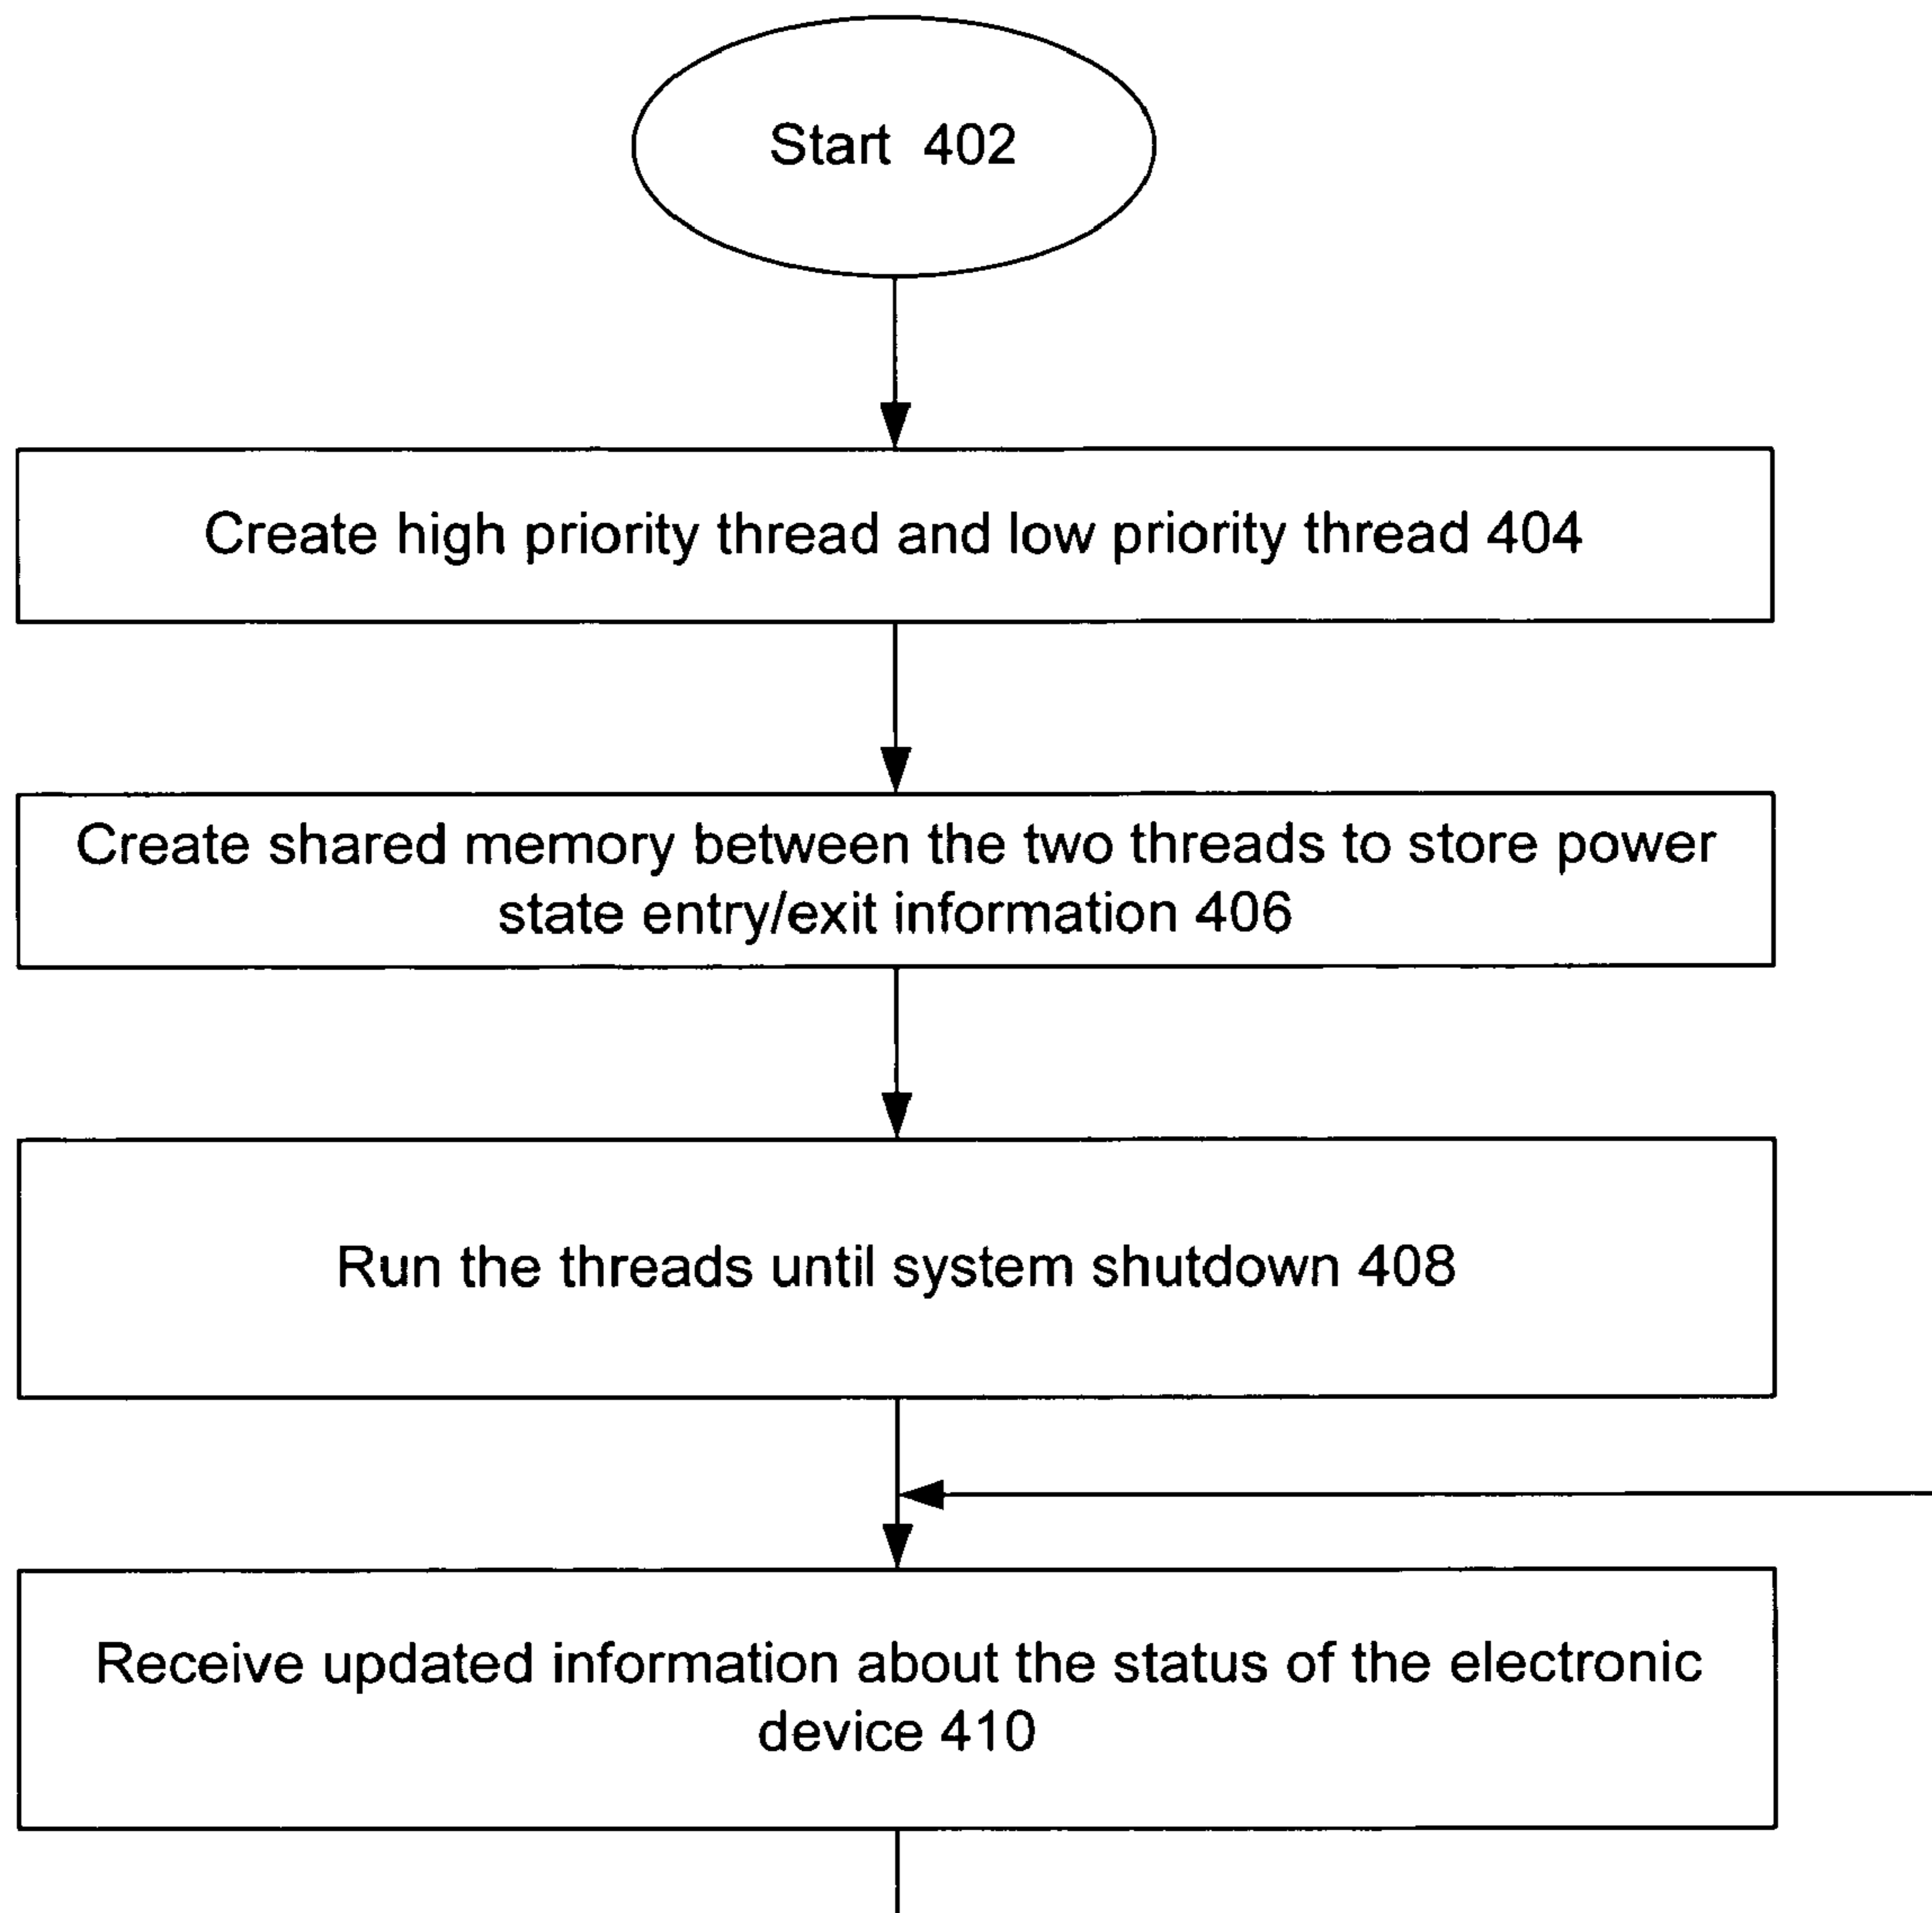 Start 402
Create high priority thread and low priority thread 404
Create shared memory between the two threads to store power
state entry/exit information 406
Run the threads until system shutdown 408
Receive updated information about the status of the electronic
device 410